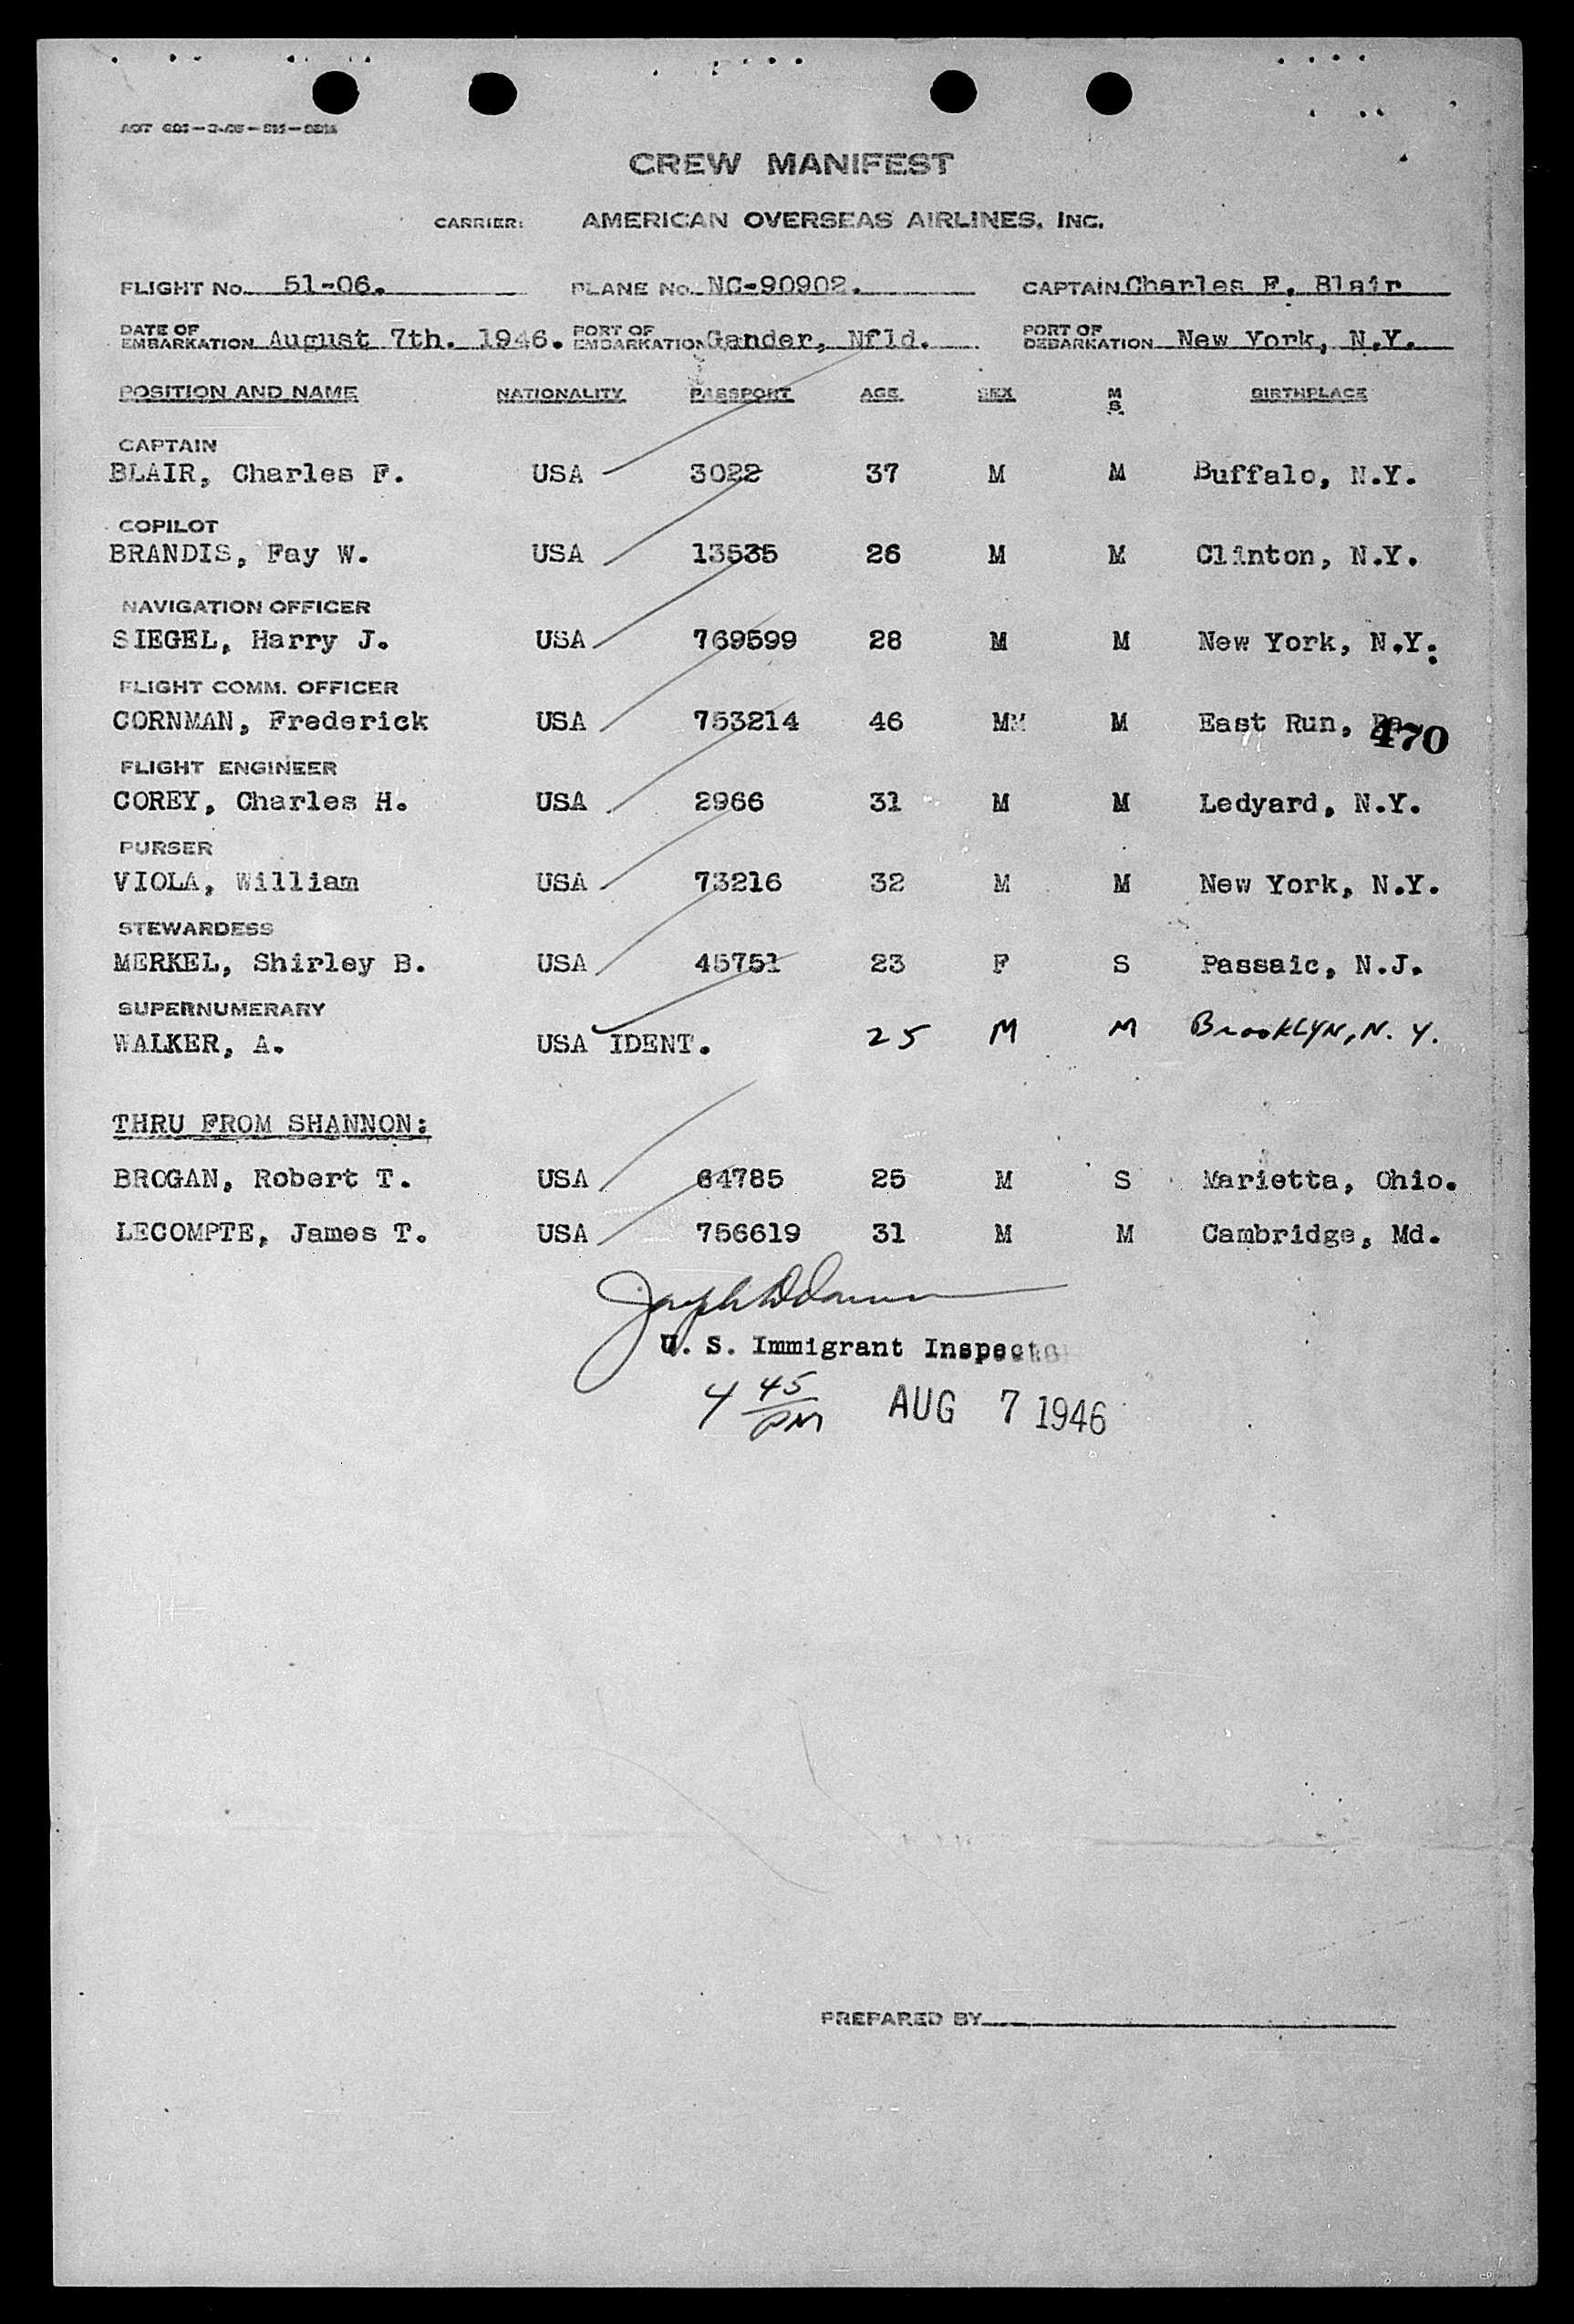 CREW MANIFEST
CARRIER: AMERICAN OVERSEAS AIRLINES, INC.
FLIGHT No. 51-06. PLANE No. NC-90902. CAPTAIN Charles F. Blair
DATE OF EMBARKATION August 7th. 1946. PORT OF EMBARKATION Gander, Nfld. PORT OF DEBARKATION New York, N.Y.
POSITION AND NAME NATIONALITY PASSPORT AGE. SEX M S. BIRTHPLACE
CAPTAIN
BLAIR, Charles F. USA 3022 37 M M Buffalo, N.Y.
COPILOT
BRANDIS, Fay W. USA 13535 26 M M Clinton, N.Y.
NAVIGATION OFFICER
SIEGEL, Harry J. USA 769599 28 M M New York, N.Y.
FLIGHT COMM. OFFICER
CORNMAN, Frederick USA 753214 46 MM M East Run, Pa.
470
FLIGHT ENGINEER
COREY, Charles H. USA 2966 31 M M Ledyard, N.Y.
PURSER
VIOLA, William USA 73216 32 M M New York, N.Y.
STEWARDESS
MERKEL, Shirley B. USA 45751 23 F S Passaic, N.J.
SUPERNUMERARY
WALKER, A. USA IDENT. 25 M M Brooklyn, N.Y.
THRU FROM SHANNON:
BROGAN, Robert T. USA 64785 25 M S Marietta, Ohio.
LECOMPTE, James T. USA 756619 31 M M Cambridge, Md.
U. S. Immigrant Inspector
4 45 PM AUG 7 1946
PREPARED BY